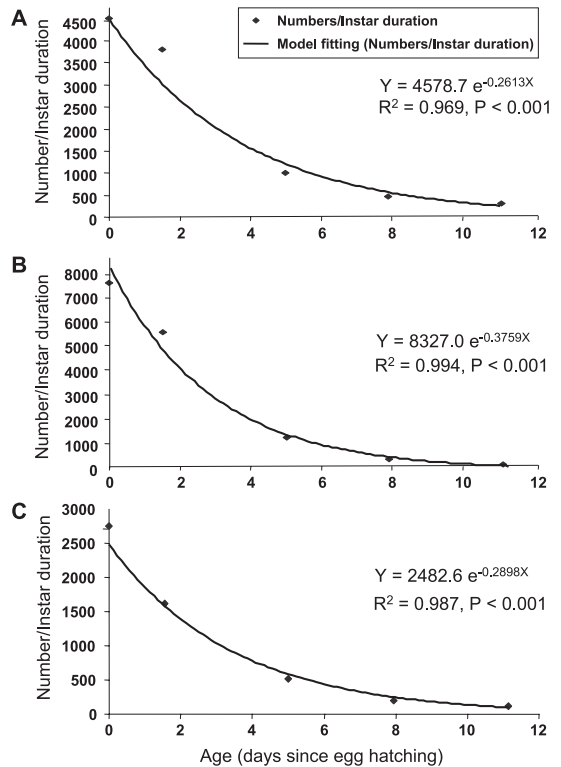 A
Numbers/Instar duration
Model fitting (Numbers/Instar duration)
Number/Instar duration
4500
4000
3500
3000
2500
2000
1500
1000
500
0
Y = 4578.7 e^-0.2613X
R² = 0.969, P < 0.001
0 2 4 6 8 10 12
B
Number/Instar duration
8000
7000
6000
5000
4000
3000
2000
1000
0
Y = 8327.0 e^-0.3759X
R² = 0.994, P < 0.001
0 2 4 6 8 10 12
C
Number/Instar duration
3000
2500
2000
1500
1000
500
0
Y = 2482.6 e^-0.2898X
R² = 0.987, P < 0.001
0 2 4 6 8 10 12
Age (days since egg hatching)